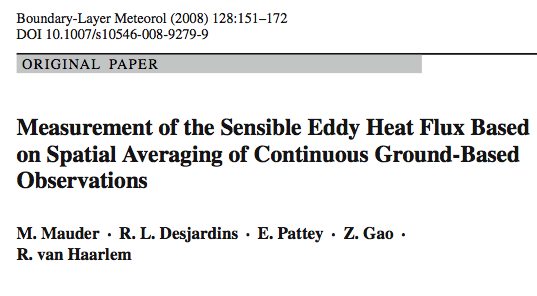 Boundary-Layer Meteorol (2008) 128:151–172
DOI 10.1007/s10546-008-9279-9
ORIGINAL PAPER
Measurement of the Sensible Eddy Heat Flux Based
on Spatial Averaging of Continuous Ground-Based
Observations
M. Mauder · R. L. Desjardins · E. Pattey · Z. Gao ·
R. van Haarlem